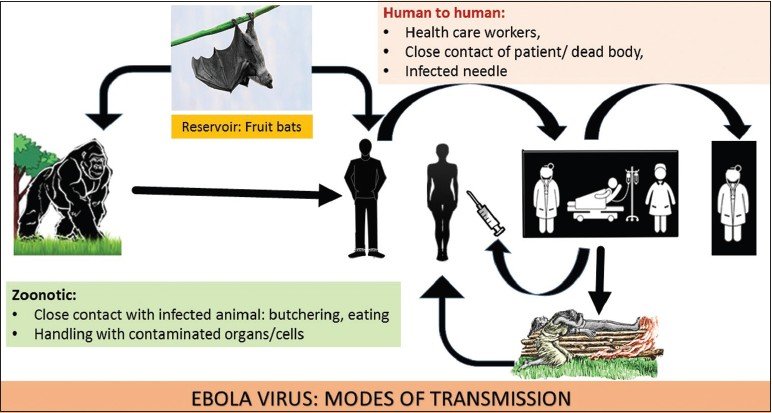 Human to human:
• Health care workers,
• Close contact of patient/ dead body,
• Infected needle
Reservoir: Fruit bats
Zoonotic:
• Close contact with infected animal: butchering, eating
• Handling with contaminated organs/cells
EBOLA VIRUS: MODES OF TRANSMISSION